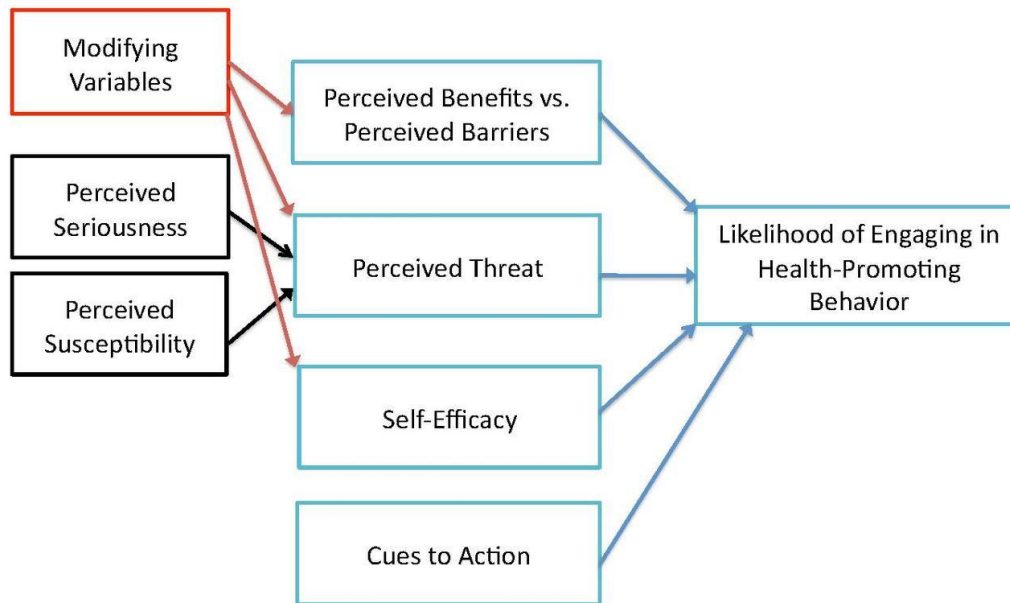 Modifying
Variables
Perceived
Seriousness
Perceived
Susceptibility
Perceived Benefits vs.
Perceived Barriers
Perceived Threat
Self-Efficacy
Cues to Action
Likelihood of Engaging in
Health-Promoting
Behavior